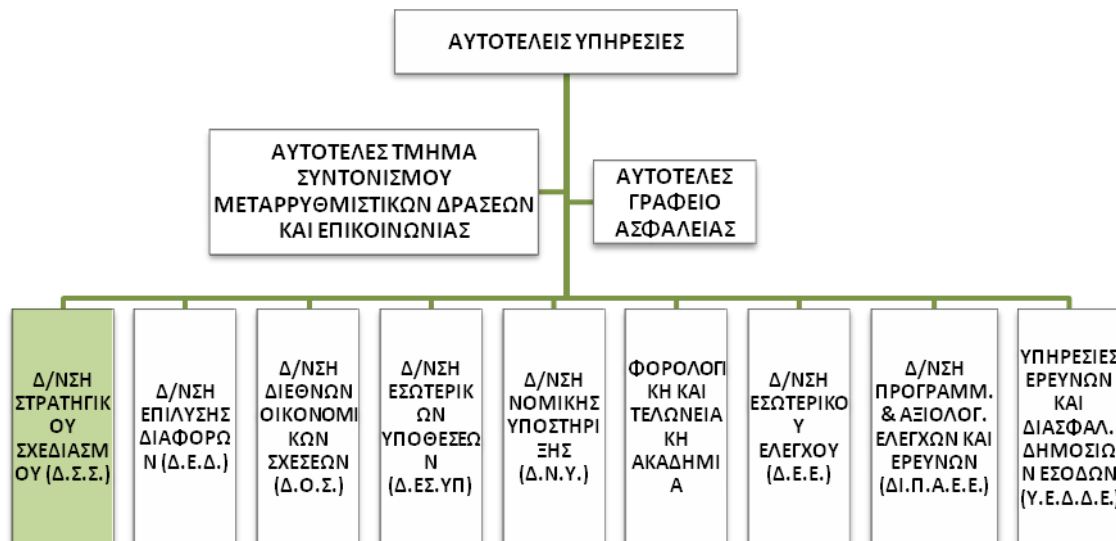 ΑΥΤΟΤΕΛΕΙΣ ΥΠΗΡΕΣΙΕΣ
ΑΥΤΟΤΕΛΕΣ ΤΜΗΜΑ
ΣΥΝΤΟΝΙΣΜΟΥ
ΜΕΤΑΡΡΥΘΜΙΣΤΙΚΩΝ ΔΡΑΣΕΩΝ
ΚΑΙ ΕΠΙΚΟΙΝΩΝΙΑΣ
ΑΥΤΟΤΕΛΕΣ
ΓΡΑΦΕΙΟ
ΑΣΦΑΛΕΙΑΣ
Δ/ΝΣΗ
ΣΤΡΑΤΗΓΙΚ
ΟΥ
ΣΧΕΔΙΑΣΜ
ΟΥ (Δ.Σ.Σ.)
Δ/ΝΣΗ
ΕΠΙΛΥΣΗΣ
ΔΙΑΦΟΡΩ
Ν (Δ.Ε.Δ.)
Δ/ΝΣΗ
ΔΙΕΘΝΩΝ
ΟΙΚΟΝΟΜΙ
ΚΩΝ
ΣΧΕΣΕΩΝ
(Δ.Ο.Σ.)
Δ/ΝΣΗ
ΕΣΩΤΕΡΙΚ
ΩΝ
ΥΠΟΘΕΣΕΩ
Ν
(Δ.ΕΣ.ΥΠ)
Δ/ΝΣΗ
ΝΟΜΙΚΗΣ
ΥΠΟΣΤΗΡΙ
ΞΗΣ
(Δ.Ν.Υ.)
ΦΟΡΟΛΟΓΙ
ΚΗ ΚΑΙ
ΤΕΛΩΝΕΙΑ
ΚΗ
ΑΚΑΔΗΜΙ
Α
Δ/ΝΣΗ
ΕΣΩΤΕΡΙΚΟ
Υ
ΕΛΕΓΧΟΥ
(Δ.Ε.Ε.)
Δ/ΝΣΗ
ΠΡΟΓΡΑΜΜ.
& ΑΞΙΟΛΟΓ.
ΕΛΕΓΧΩΝ ΚΑΙ
ΕΡΕΥΝΩΝ
(ΔΙ.Π.Α.Ε.Ε.)
ΥΠΗΡΕΣΙΕΣ
ΕΡΕΥΝΩΝ
ΚΑΙ
ΔΙΑΣΦΑΛ.
ΔΗΜΟΣΙΩ
Ν ΕΣΟΔΩΝ
(Υ.Ε.Δ.Δ.Ε.)